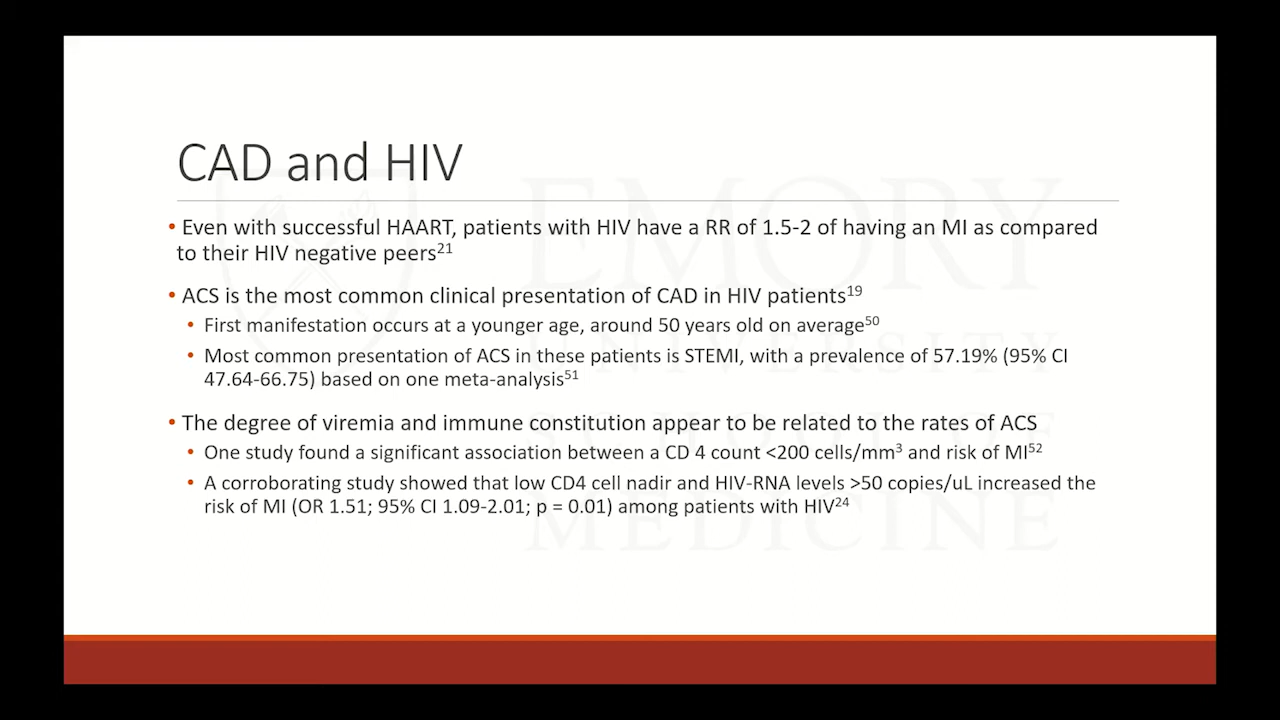 CAD and HIV
• Even with successful HAART, patients with HIV have a RR of 1.5-2 of having an MI as compared
to their HIV negative peers²¹
• ACS is the most common clinical presentation of CAD in HIV patients¹⁹
• First manifestation occurs at a younger age, around 50 years old on average⁵⁰
• Most common presentation of ACS in these patients is STEMI, with a prevalence of 57.19% (95% CI
47.64-66.75) based on one meta-analysis⁵¹
• The degree of viremia and immune constitution appear to be related to the rates of ACS
• One study found a significant association between a CD 4 count <200 cells/mm³ and risk of MI⁵²
• A corroborating study showed that low CD4 cell nadir and HIV-RNA levels >50 copies/uL increased the
risk of MI (OR 1.51; 95% CI 1.09-2.01; p = 0.01) among patients with HIV²⁴
EMORY
UNIVERSITY
SCHOOL OF
MEDICINE